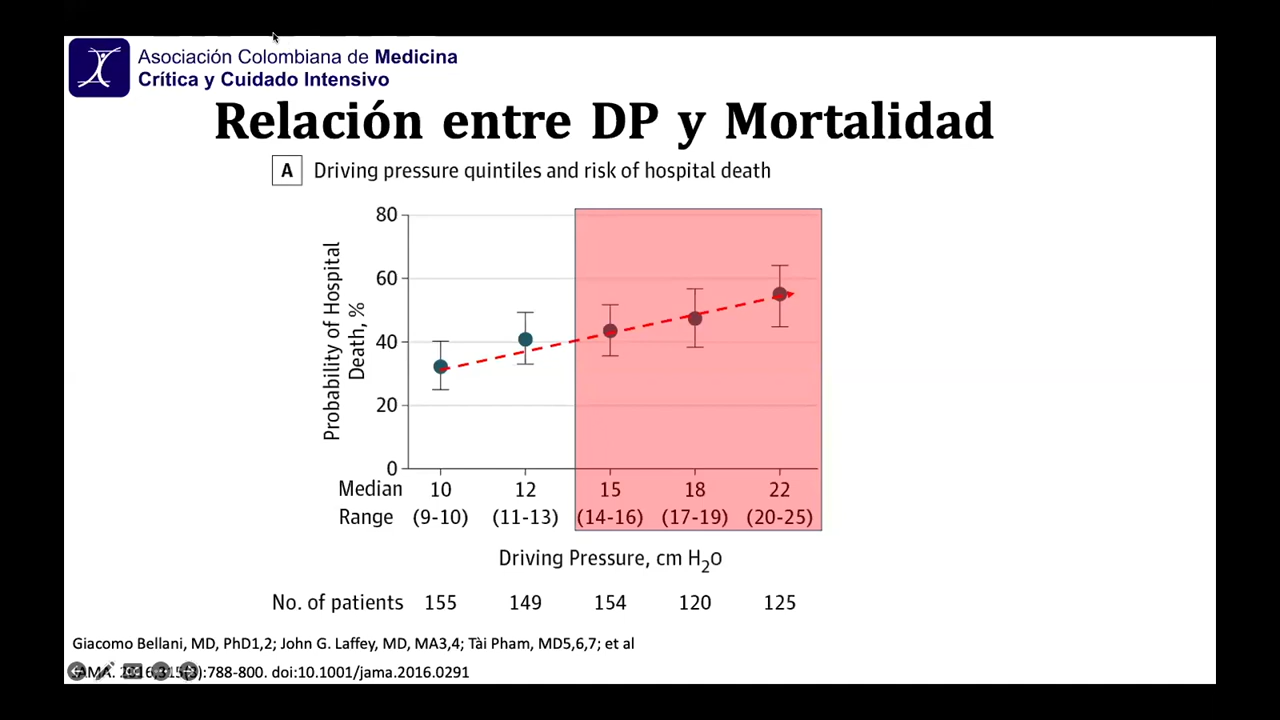 Asociación Colombiana de Medicina
Crítica y Cuidado Intensivo
Relación entre DP y Mortalidad
A Driving pressure quintiles and risk of hospital death
Probability of Hospital
Death, %
80
60
40
20
0
Median 10 12 15 18 22
Range (9-10) (11-13) (14-16) (17-19) (20-25)
Driving Pressure, cm H₂O
No. of patients 155 149 154 120 125
Giacomo Bellani, MD, PhD1,2; John G. Laffey, MD, MA3,4; Tài Pham, MD5,6,7; et al
:788-800. doi:10.1001/jama.2016.0291